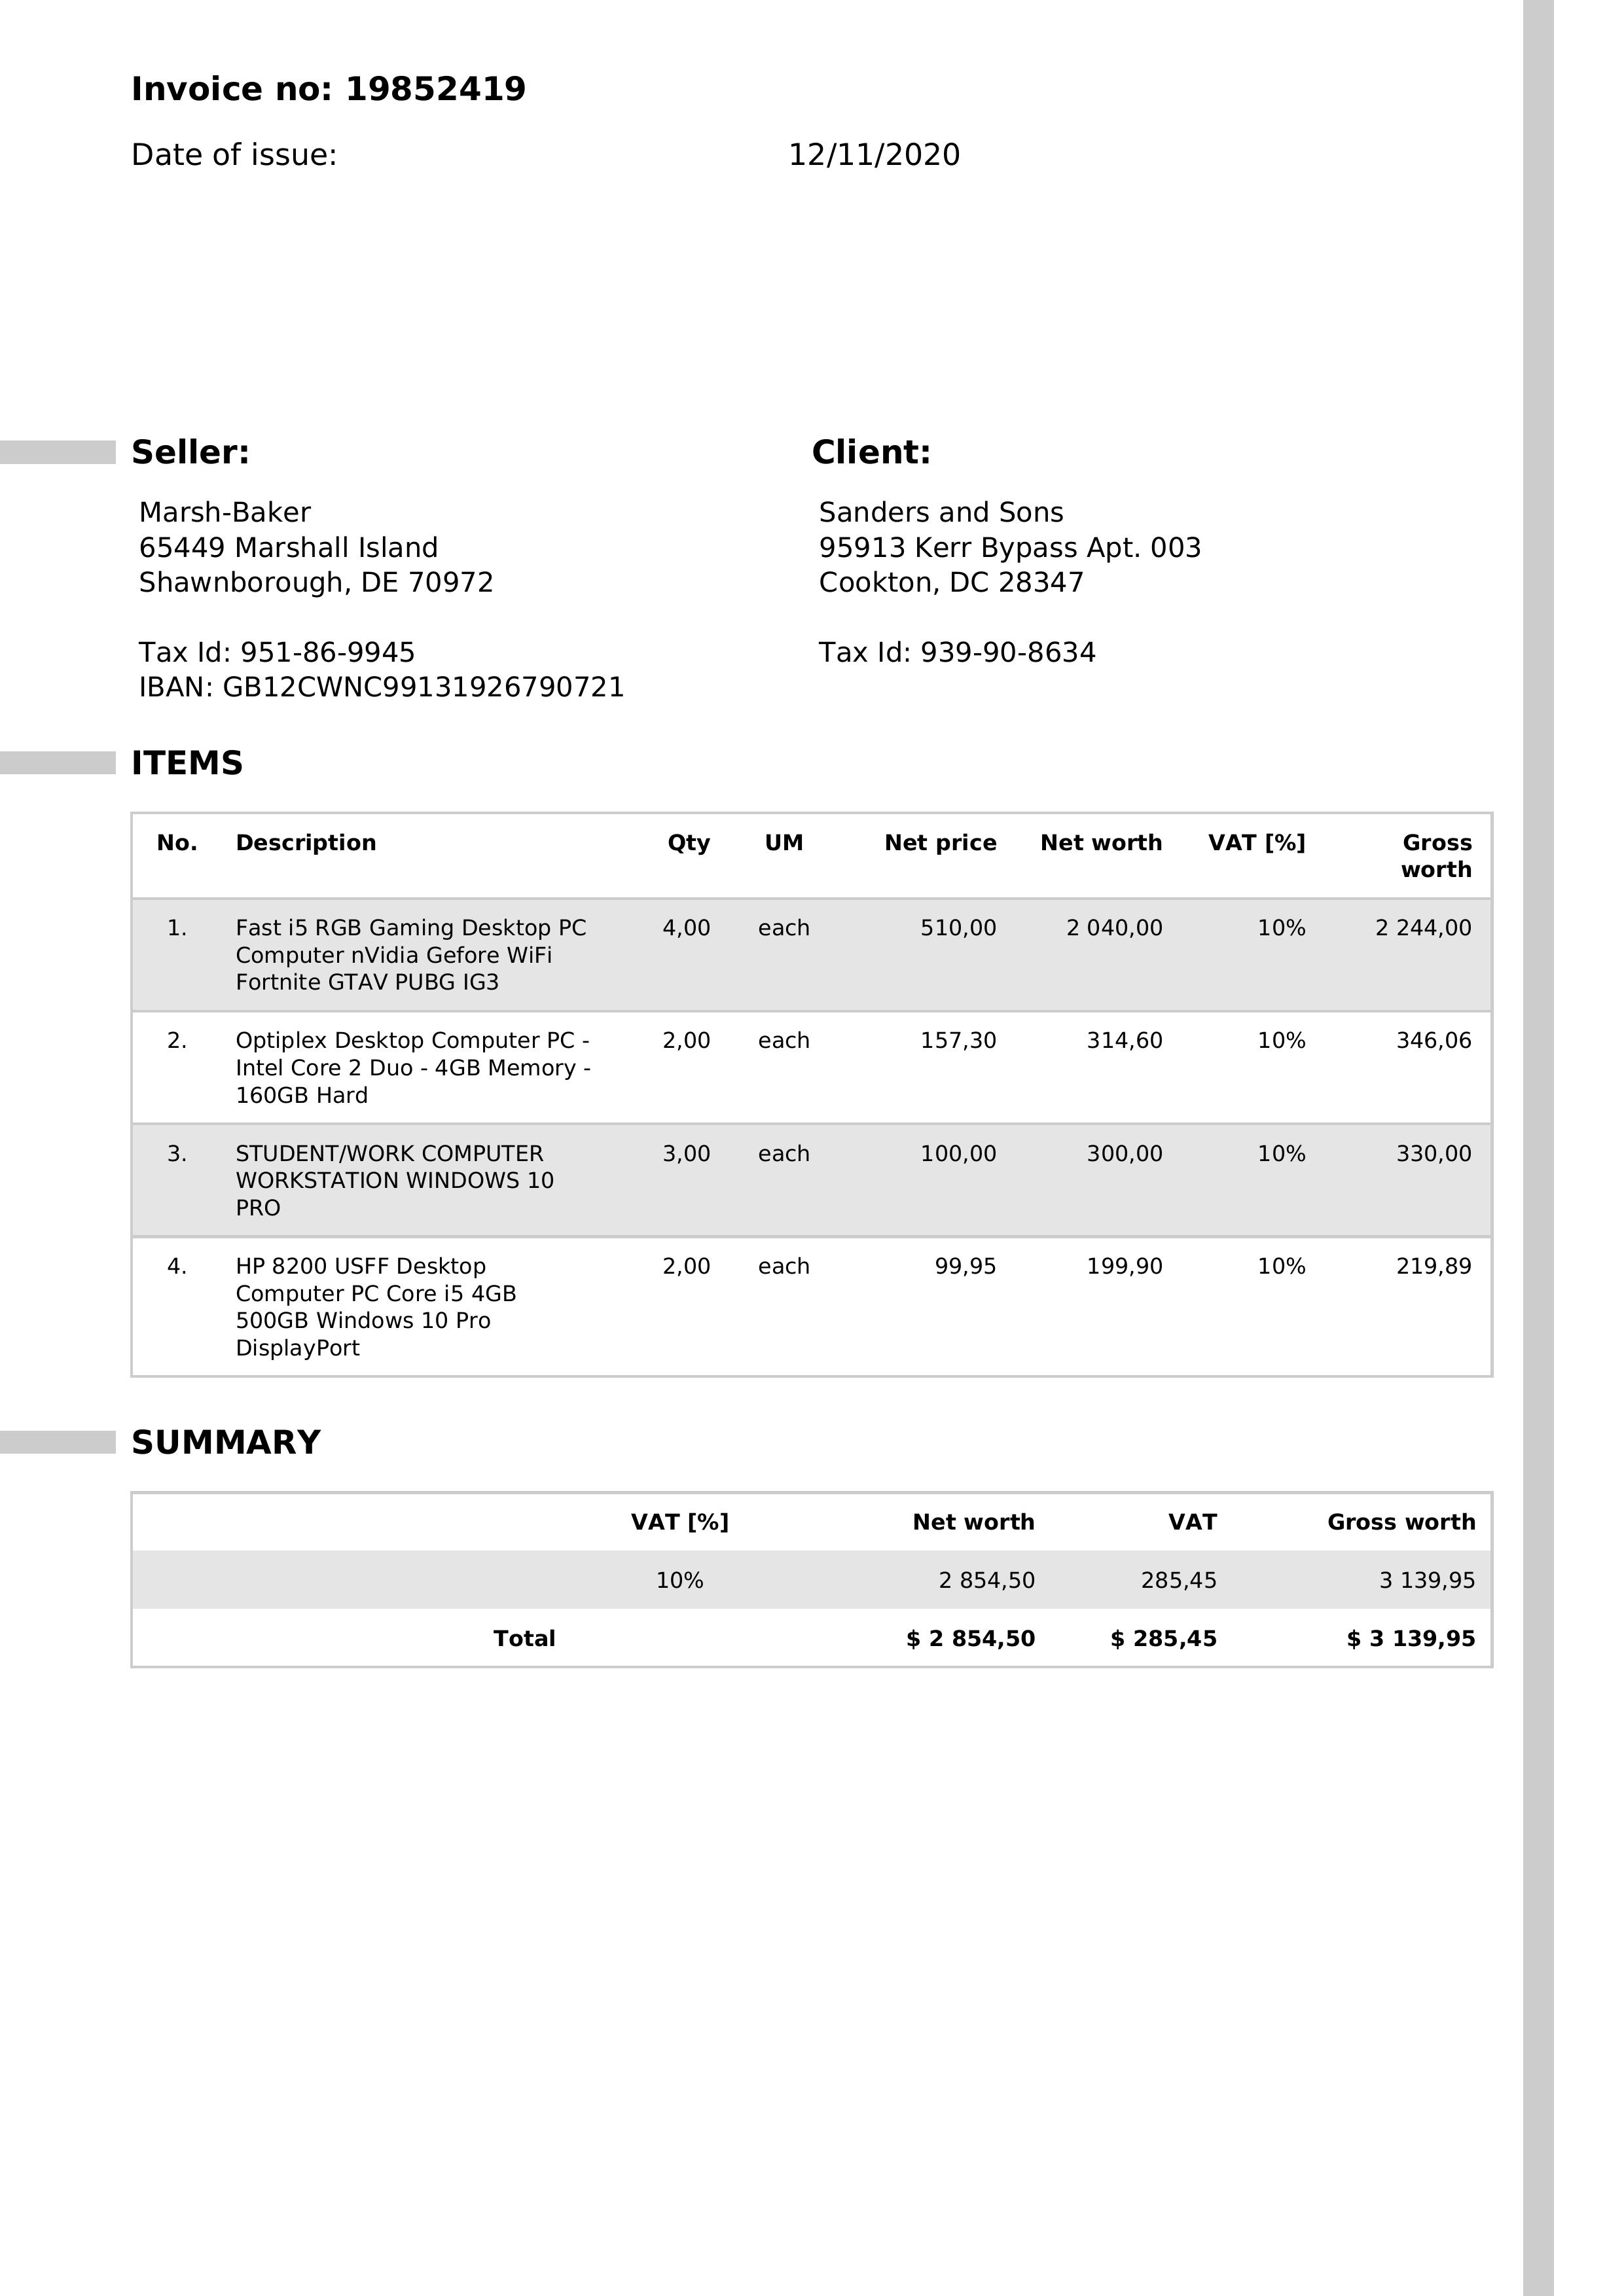 Invoice no: 19852419
Date of issue: 12/11/2020
Seller: Client:
Marsh-Baker Sanders and Sons
65449 Marshall Island 95913 Kerr Bypass Apt. 003
Shawnborough, DE 70972 Cookton, DC 28347
Tax Id: 951-86-9945 Tax Id: 939-90-8634
IBAN: GB12CWNC99131926790721
ITEMS
No. Description Qty UM Net price Net worth VAT [%] Gross
worth
1. Fast i5 RGB Gaming Desktop PC 4,00 each 510,00 2 040,00 10% 2 244,00
Computer nVidia Gefore WiFi
Fortnite GTAV PUBG IG3
2. Optiplex Desktop Computer PC - 2,00 each 157,30 314,60 10% 346,06
Intel Core 2 Duo - 4GB Memory -
160GB Hard
3. STUDENT/WORK COMPUTER 3,00 each 100,00 300,00 10% 330,00
WORKSTATION WINDOWS 10
PRO
4. HP 8200 USFF Desktop 2,00 each 99,95 199,90 10% 219,89
Computer PC Core i5 4GB
500GB Windows 10 Pro
DisplayPort
SUMMARY
VAT [%] Net worth VAT Gross worth
10% 2 854,50 285,45 3 139,95
Total $ 2 854,50 $ 285,45 $ 3 139,95